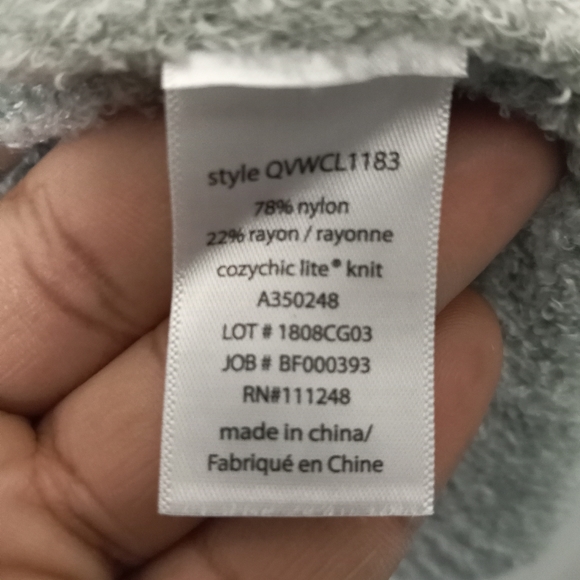 style QVWCL1183
78% nylon
22% rayon / rayonne
cozychic lite® knit
A350248
LOT # 1808CG03
JOB # BF000393
RN#111248
made in china/
Fabriqué en Chine